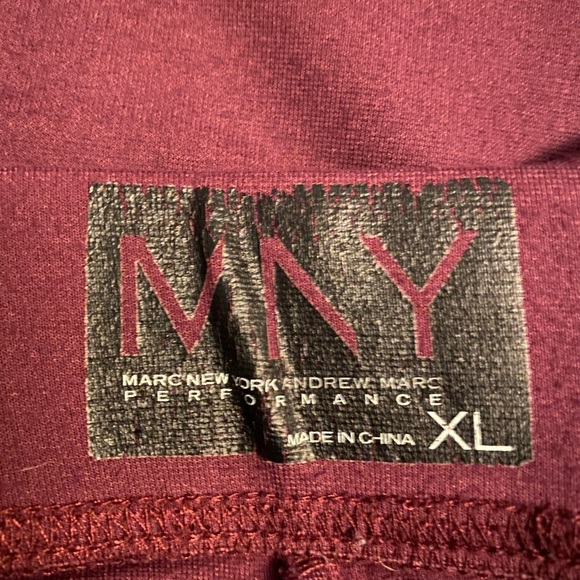 MNY
MARC NEW YORK ANDREW MARC
PERFORMANCE
MADE IN CHINA XL